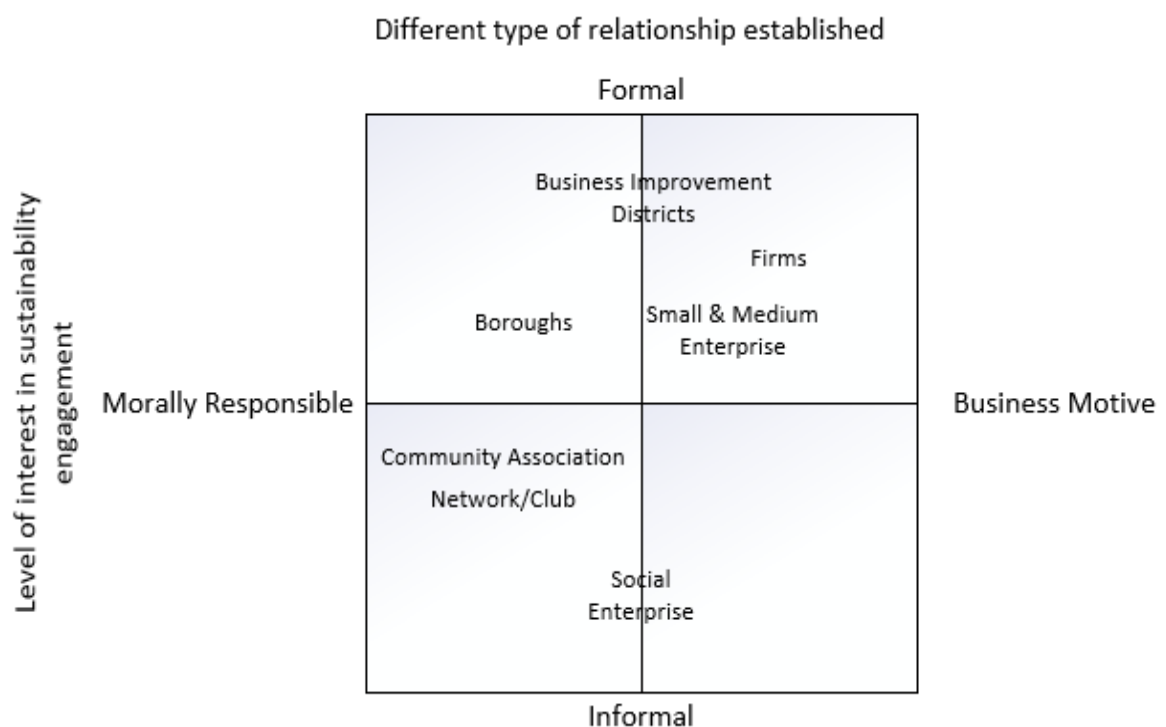 Different type of relationship established
Formal
Business Improvement
Districts
Firms
Boroughs
Small & Medium
Enterprise
Level of interest in sustainability
engagement
Morally Responsible
Business Motive
Community Association
Network/Club
Social
Enterprise
Informal